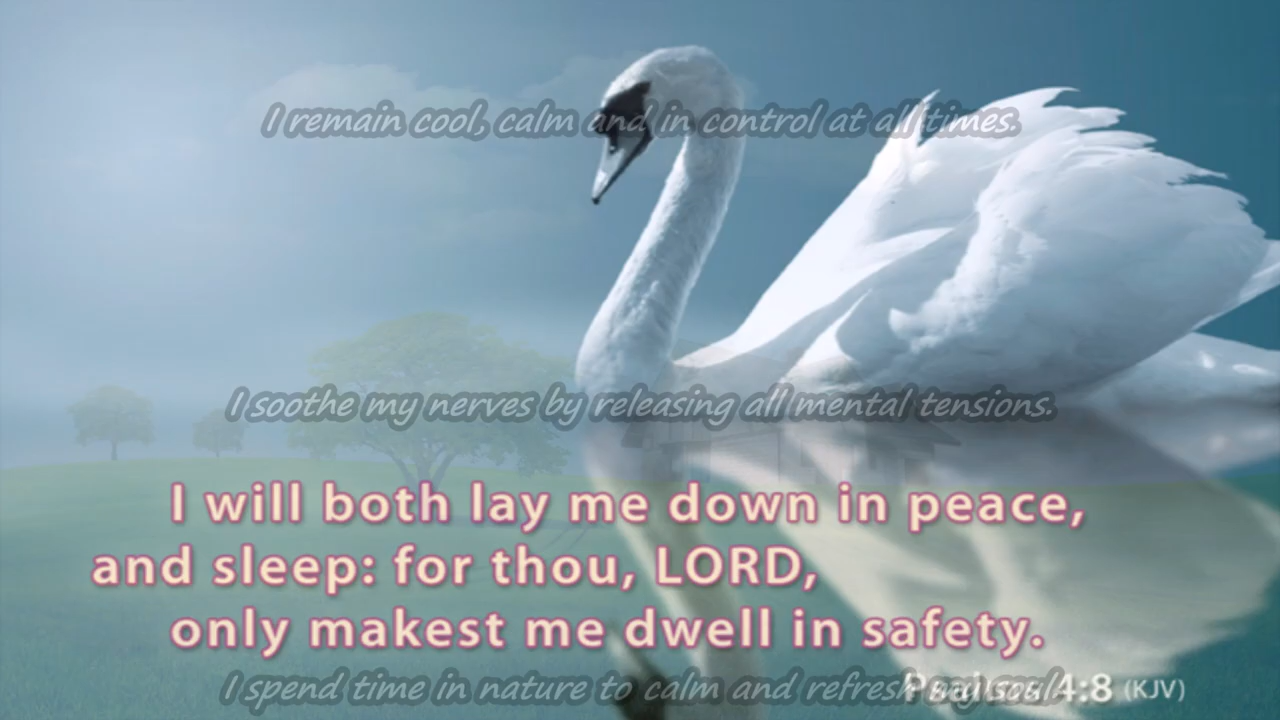 I remain cool, calm and in control at all times.
I soothe my nerves by releasing all mental tensions.
I will both lay me down in peace,
and sleep: for thou, LORD,
only makest me dwell in safety.
I spend time in nature to calm and refresh my soul.
Psalms 4:8 (KJV)